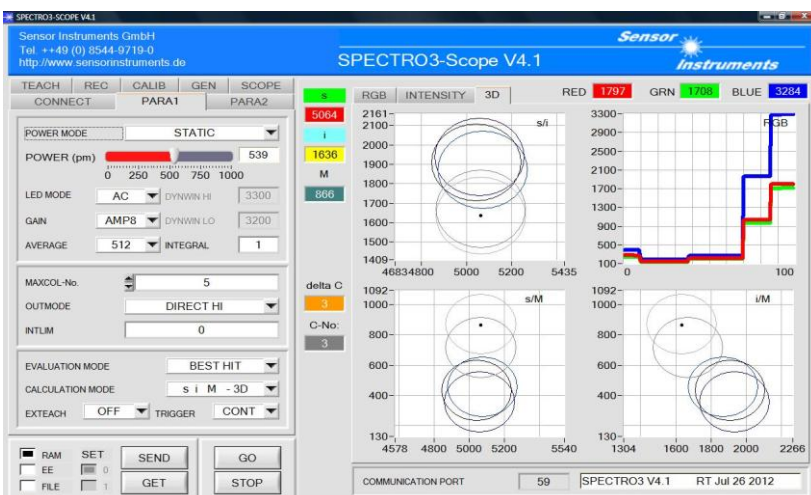 SPECTRO3-SCOPE V4.1
Sensor Instruments GmbH
Tel. ++49 (0) 8544-9719-0
http://www.sensorinstruments.de
SPECTRO3-Scope V4.1
Sensor
Instruments
TEACH REC CALIB GEN SCOPE
CONNECT PARA1 PARA2
POWER MODE STATIC
POWER (pm) 539
0 250 500 750 1000
LED MODE AC DYNWIN HI 3300
GAIN AMP8 DYNWIN LO 3200
AVERAGE 512 INTEGRAL 1
MAXCOL-No. 5
OUTMODE DIRECT HI
INTLIM 0
EVALUATION MODE BEST HIT
CALCULATION MODE s i M - 3D
EXTEACH OFF TRIGGER CONT
RAM SET SEND GO
EE 0
FILE 1 GET STOP
s
5064
i
1636
M
866
delta C
3
C-No:
3
RGB INTENSITY 3D RED 1797 GRN 1708 BLUE 3284
s/i
2161
2100
2000
1900
1800
1700
1600
1500
1409
4683 4800 5000 5200 5435
RGB
3300
2900
2500
2100
1700
1300
900
500
100
0 100
s/M
1092
1000
800
600
400
130
4578 4800 5000 5200 5540
i/M
1092
1000
800
600
400
130
1304 1600 1800 2000 2266
COMMUNICATION PORT 59 SPECTRO3 V4.1 RT Jul 26 2012